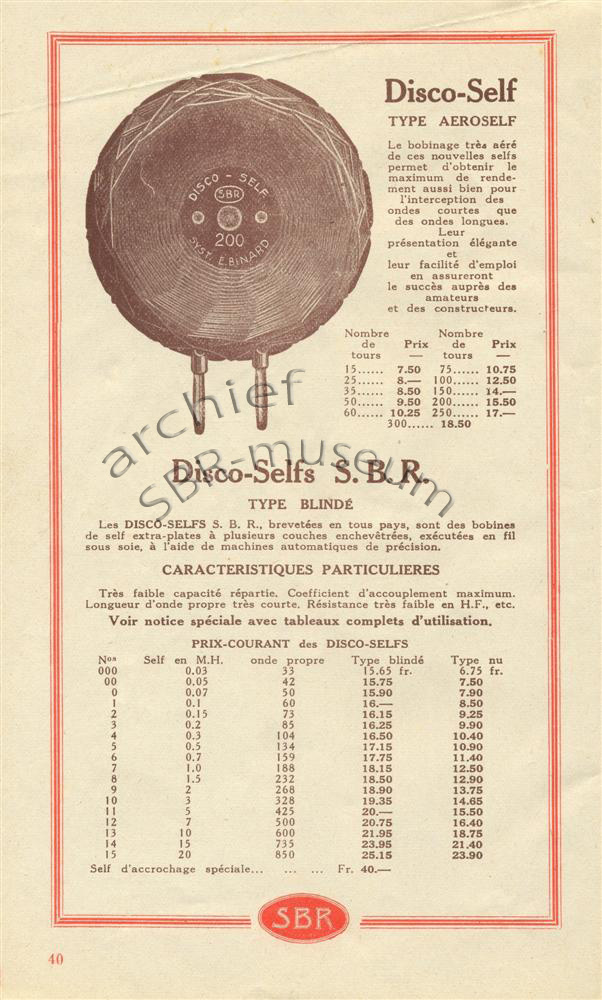 Disco-Self
TYPE AEROSELF
Le bobinage très aéré
de ces nouvelles selfs
permet d'obtenir le
maximum de rende-
ment aussi bien pour
l'interception des
ondes courtes que
des ondes longues.
Leur
présentation élégante
et
leur facilité d'emploi
en assureront
le succès auprès des
amateurs
et des constructeurs.
DISCO - SELF
SBR
200
SYST. E. BINARD
Nombre Nombre
de Prix de Prix
tours — tours —
15...... 7.50 75...... 10.75
25...... 8.— 100...... 12.50
35...... 8.50 150...... 14.—
50...... 9.50 200...... 15.50
60...... 10.25 250...... 17.—
300...... 18.50
archief
SBR-museum
Disco-Selfs S. B. R.
TYPE BLINDÉ
Les DISCO-SELFS S. B. R., brevetées en tous pays, sont des bobines
de self extra-plates à plusieurs couches enchevêtrées, exécutées en fil
sous soie, à l'aide de machines automatiques de précision.
CARACTERISTIQUES PARTICULIERES
Très faible capacité répartie. Coefficient d'accouplement maximum.
Longueur d'onde propre très courte. Résistance très faible en H.F., etc.
Voir notice spéciale avec tableaux complets d'utilisation.
PRIX-COURANT des DISCO-SELFS
Nos Self en M.H. onde propre Type blindé Type nu
000 0.03 33 15.65 fr. 6.75 fr.
00 0.05 42 15.75 7.50
0 0.07 50 15.90 7.90
1 0.1 60 16.— 8.50
2 0.15 73 16.15 9.25
3 0.2 85 16.25 9.90
4 0.3 104 16.50 10.40
5 0.5 134 17.15 10.90
6 0.7 159 17.75 11.40
7 1.0 188 18.15 12.50
8 1.5 232 18.50 12.90
9 2 268 18.90 13.75
10 3 328 19.35 14.65
11 5 425 20.— 15.50
12 7 500 20.75 16.40
13 10 600 21.95 18.75
14 15 735 23.95 21.40
15 20 850 25.15 23.90
Self d'accrochage spéciale... ... ... Fr. 40.—
SBR
40